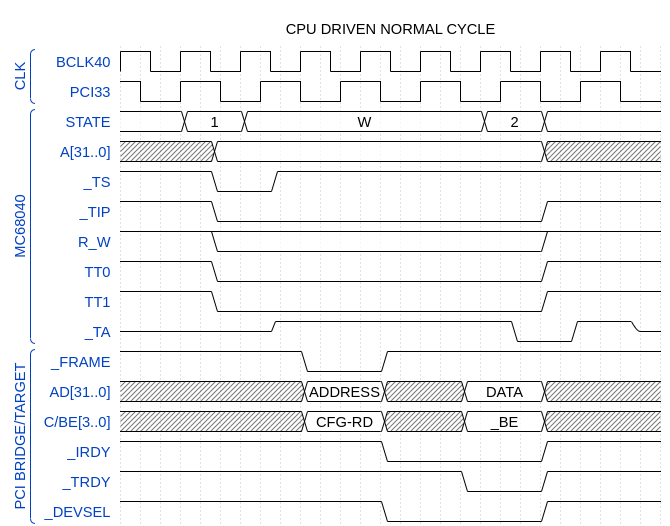 CPU DRIVEN NORMAL CYCLE
CLK
BCLK40
PCI33
MC68040
STATE 1 W 2
A[31..0]
_TS
_TIP
R_W
TT0
TT1
_TA
PCI BRIDGE/TARGET
_FRAME
AD[31..0] ADDRESS DATA
C/BE[3..0] CFG-RD _BE
_IRDY
_TRDY
_DEVSEL